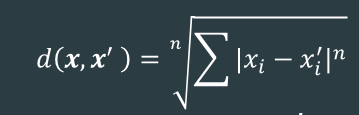 d(x, x′) = ⁿ√∑|xᵢ − x′ᵢ|ⁿ